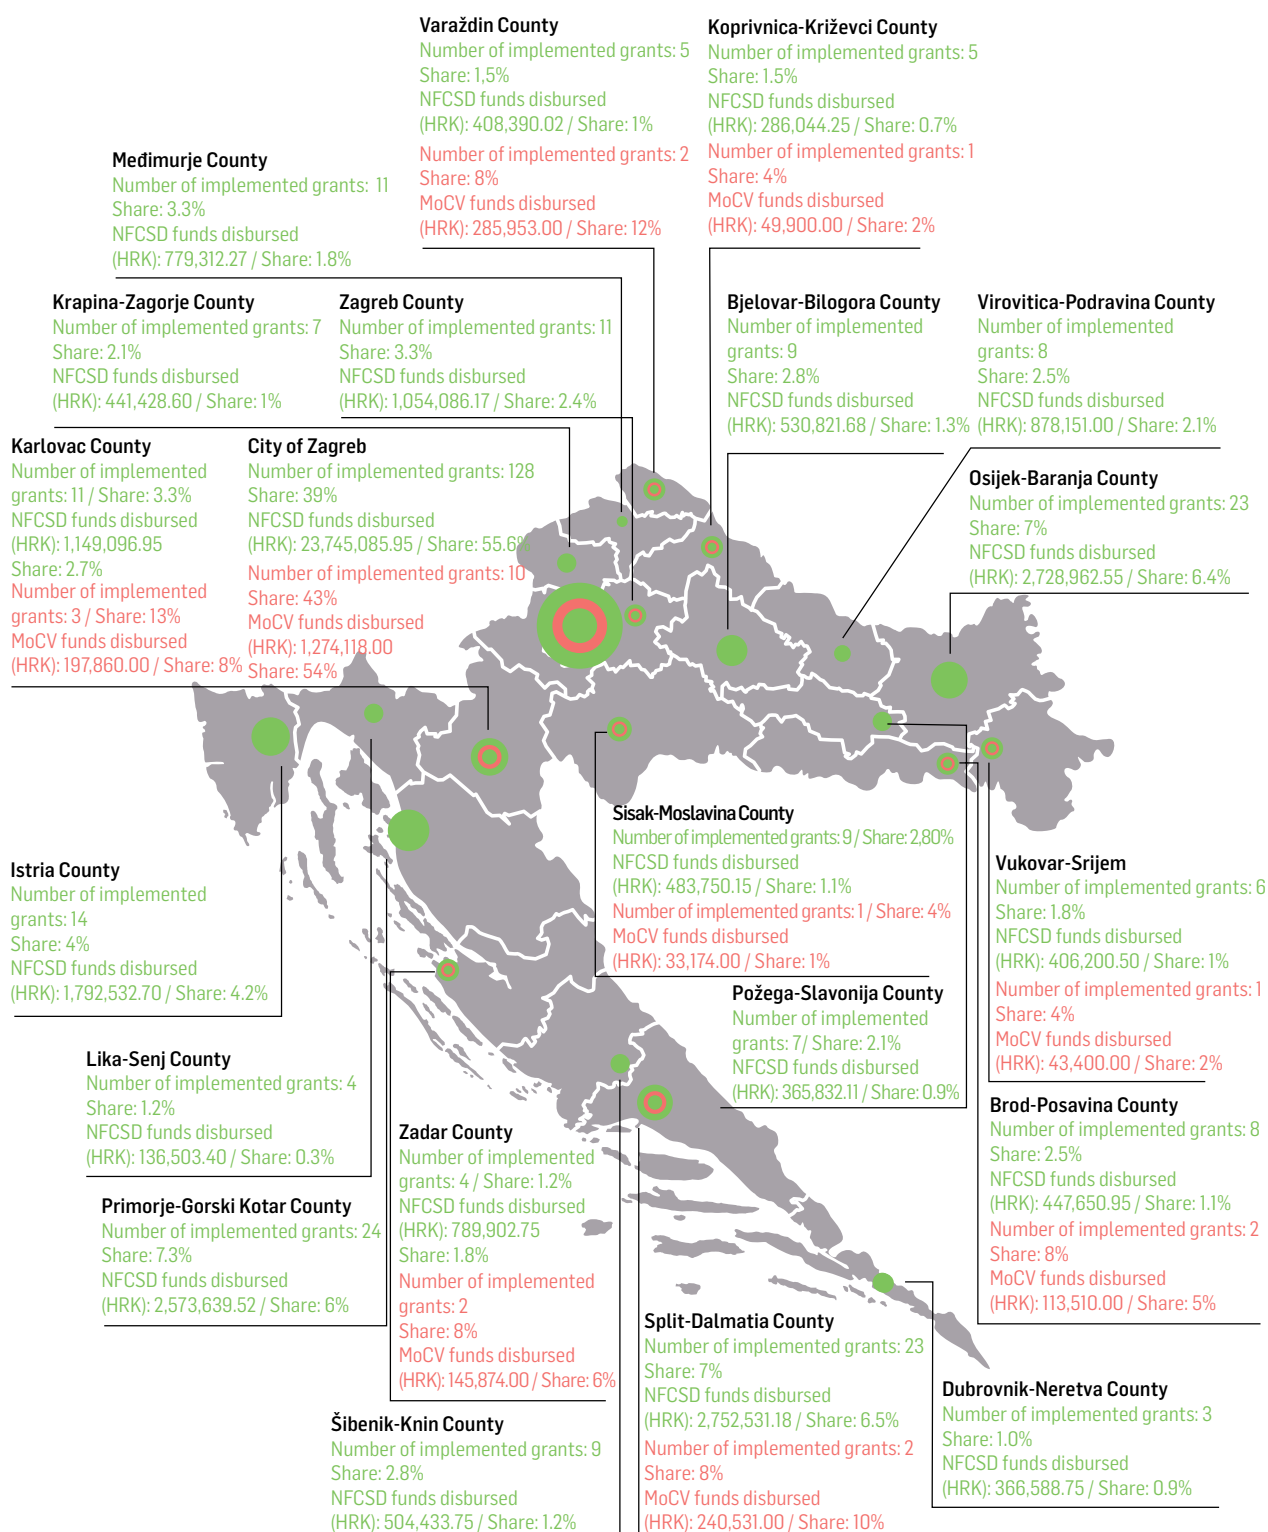 Varaždin County
Number of implemented grants: 5
Share: 1,5%
NFCSD funds disbursed
(HRK): 408,390.02 / Share: 1%
Number of implemented grants: 2
Share: 8%
MoCV funds disbursed
(HRK): 285,953.00 / Share: 12%
Koprivnica-Križevci County
Number of implemented grants: 5
Share: 1.5%
NFCSD funds disbursed
(HRK): 286,044.25 / Share: 0.7%
Number of implemented grants: 1
Share: 4%
MoCV funds disbursed
(HRK): 49,900.00 / Share: 2%
Međimurje County
Number of implemented grants: 11
Share: 3.3%
NFCSD funds disbursed
(HRK): 779,312.27 / Share: 1.8%
Krapina-Zagorje County
Number of implemented grants: 7
Share: 2.1%
NFCSD funds disbursed
(HRK): 441,428.60 / Share: 1%
Zagreb County
Number of implemented grants: 11
Share: 3.3%
NFCSD funds disbursed
(HRK): 1,054,086.17 / Share: 2.4%
Bjelovar-Bilogora County
Number of implemented
grants: 9
Share: 2.8%
NFCSD funds disbursed
(HRK): 530,821.68 / Share: 1.3%
Virovitica-Podravina County
Number of implemented
grants: 8
Share: 2.5%
NFCSD funds disbursed
(HRK): 878,151.00 / Share: 2.1%
Karlovac County
Number of implemented
grants: 11 / Share: 3.3%
NFCSD funds disbursed
(HRK): 1,149,096.95
Share: 2.7%
Number of implemented
grants: 3 / Share: 13%
MoCV funds disbursed
(HRK): 197,860.00 / Share: 8%
City of Zagreb
Number of implemented grants: 128
Share: 39%
NFCSD funds disbursed
(HRK): 23,745,085.95 / Share: 55.6%
Number of implemented grants: 10
Share: 43%
MoCV funds disbursed
(HRK): 1,274,118.00
Share: 54%
Osijek-Baranja County
Number of implemented grants: 23
Share: 7%
NFCSD funds disbursed
(HRK): 2,728,962.55 / Share: 6.4%
Sisak-Moslavina County
Number of implemented grants: 9 / Share: 2,80%
NFCSD funds disbursed
(HRK): 483,750.15 / Share: 1.1%
Number of implemented grants: 1 / Share: 4%
MoCV funds disbursed
(HRK): 33,174.00 / Share: 1%
Istria County
Number of implemented
grants: 14
Share: 4%
NFCSD funds disbursed
(HRK): 1,792,532.70 / Share: 4.2%
Vukovar-Srijem
Number of implemented grants: 6
Share: 1.8%
NFCSD funds disbursed
(HRK): 406,200.50 / Share: 1%
Number of implemented grants: 1
Share: 4%
MoCV funds disbursed
(HRK): 43,400.00 / Share: 2%
Požega-Slavonija County
Number of implemented
grants: 7/ Share: 2.1%
NFCSD funds disbursed
(HRK): 365,832.11 / Share: 0.9%
Lika-Senj County
Number of implemented grants: 4
Share: 1.2%
NFCSD funds disbursed
(HRK): 136,503.40 / Share: 0.3%
Brod-Posavina County
Number of implemented grants: 8
Share: 2.5%
NFCSD funds disbursed
(HRK): 447,650.95 / Share: 1.1%
Number of implemented grants: 2
Share: 8%
MoCV funds disbursed
(HRK): 113,510.00 / Share: 5%
Zadar County
Number of implemented
grants: 4 / Share: 1.2%
NFCSD funds disbursed
(HRK): 789,902.75
Share: 1.8%
Number of implemented
grants: 2
Share: 8%
MoCV funds disbursed
(HRK): 145,874.00 / Share: 6%
Primorje-Gorski Kotar County
Number of implemented grants: 24
Share: 7.3%
NFCSD funds disbursed
(HRK): 2,573,639.52 / Share: 6%
Split-Dalmatia County
Number of implemented grants: 23
Share: 7%
NFCSD funds disbursed
(HRK): 2,752,531.18 / Share: 6.5%
Number of implemented grants: 2
Share: 8%
MoCV funds disbursed
(HRK): 240,531.00 / Share: 10%
Dubrovnik-Neretva County
Number of implemented grants: 3
Share: 1.0%
NFCSD funds disbursed
(HRK): 366,588.75 / Share: 0.9%
Šibenik-Knin County
Number of implemented grants: 9
Share: 2.8%
NFCSD funds disbursed
(HRK): 504,433.75 / Share: 1.2%